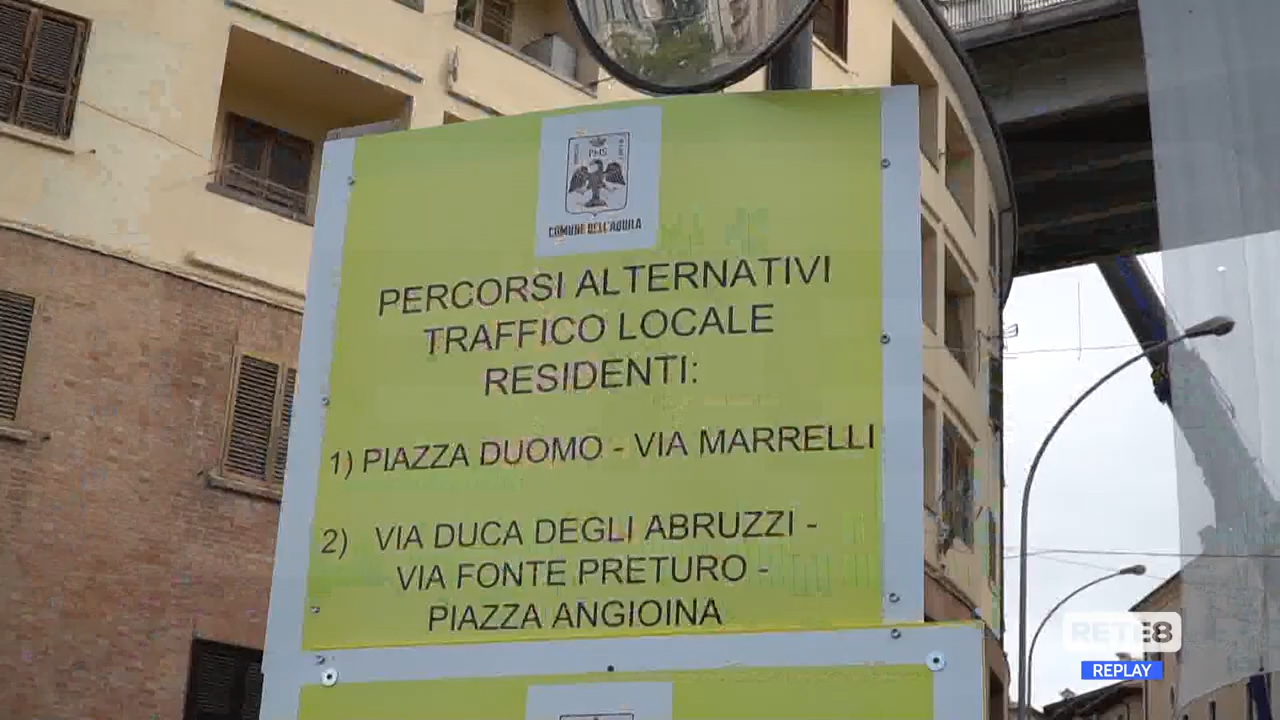 PHS
COMUNE DELL'AQUILA
PERCORSI ALTERNATIVI
TRAFFICO LOCALE
RESIDENTI:
1) PIAZZA DUOMO - VIA MARRELLI
2) VIA DUCA DEGLI ABRUZZI -
VIA FONTE PRETURO -
PIAZZA ANGIOINA
RETE8
REPLAY